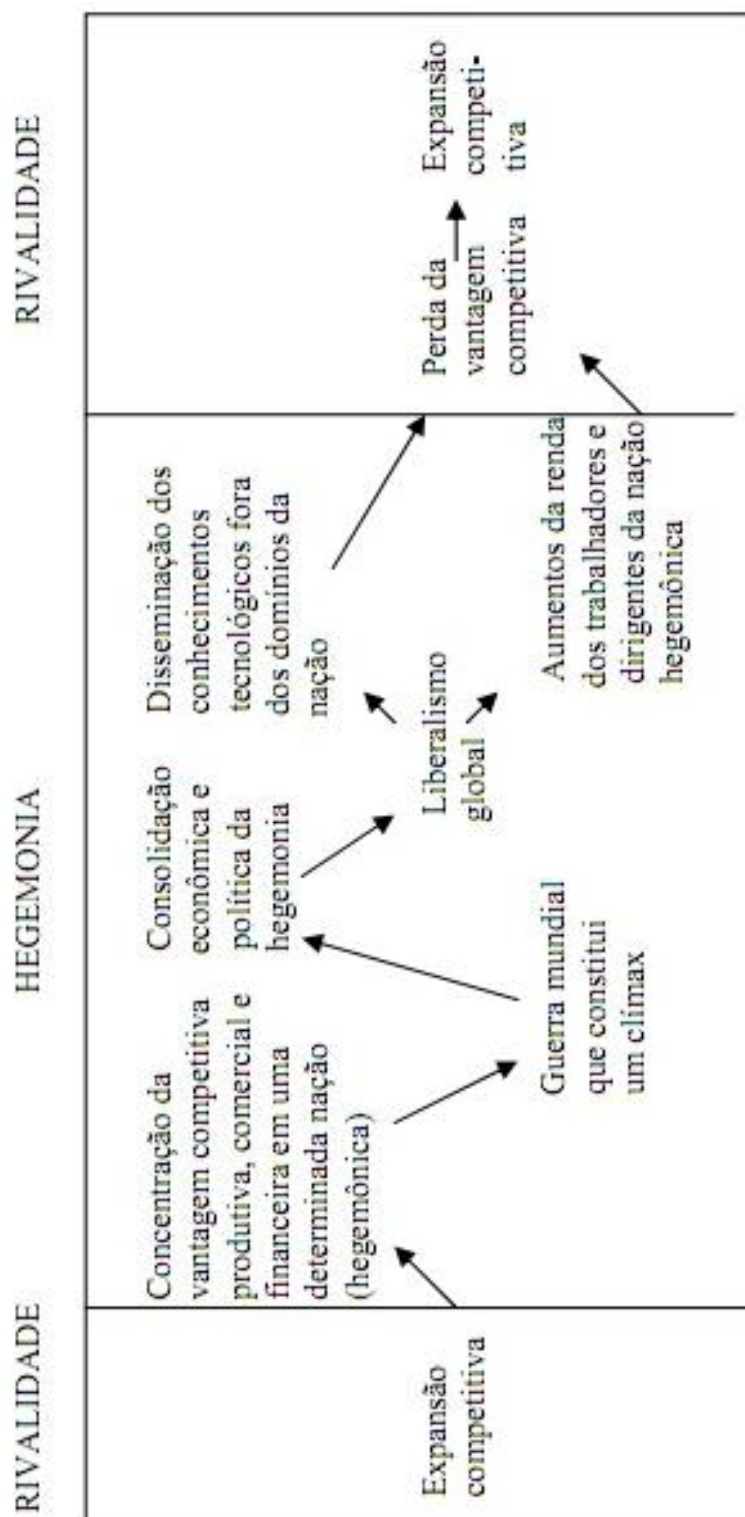 RIVALIDADE
HEGEMONIA
RIVALIDADE
Expansão
competitiva
Concentração da
vantagem competitiva
produtiva, comercial e
financeira em uma
determinada nação
(hegemônica)
Guerra mundial
que constitui
um clímax
Consolidação
econômica e
política da
hegemonia
Liberalismo
global
Disseminação dos
conhecimentos
tecnológicos fora
dos domínios da
nação
Aumentos da renda
dos trabalhadores e
dirigentes da nação
hegemônica
Perda da
vantagem
competitiva
Expansão
competi-
tiva